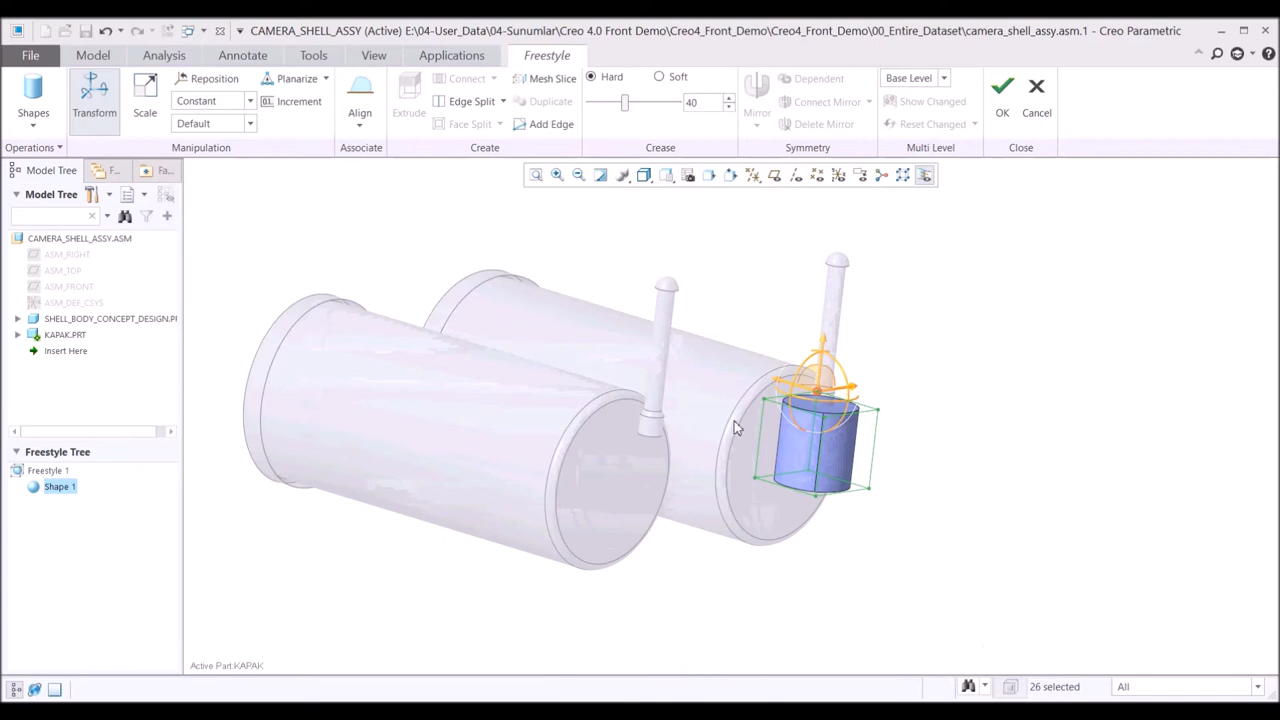 CAMERA_SHELL_ASSY (Active) E:\04-User_Data\04-Sunumlar\Creo 4.0 Front Demo\Creo4_Front_Demo\Creo4_Front_Demo\00_Entire_Dataset\camera_shell_assy.asm.1 - Creo Parametric
File Model Analysis Annotate Tools View Applications Freestyle
Shapes Transform Scale Reposition Planarize
Constant Increment
Default
Align Extrude Connect Mesh Slice
Edge Split Duplicate
Face Split Add Edge
Hard Soft
40
Mirror Dependent
Connect Mirror
Delete Mirror
Base Level
Show Changed
Reset Changed
OK Cancel
Operations Manipulation Associate Create Crease Symmetry Multi Level Close
Model Tree F... Fa...
Model Tree
CAMERA_SHELL_ASSY.ASM
ASM_RIGHT
ASM_TOP
ASM_FRONT
ASM_DEF_CSYS
SHELL_BODY_CONCEPT_DESIGN.PI
KAPAK.PRT
Insert Here
Freestyle Tree
Freestyle 1
Shape 1
Active Part:KAPAK
26 selected All